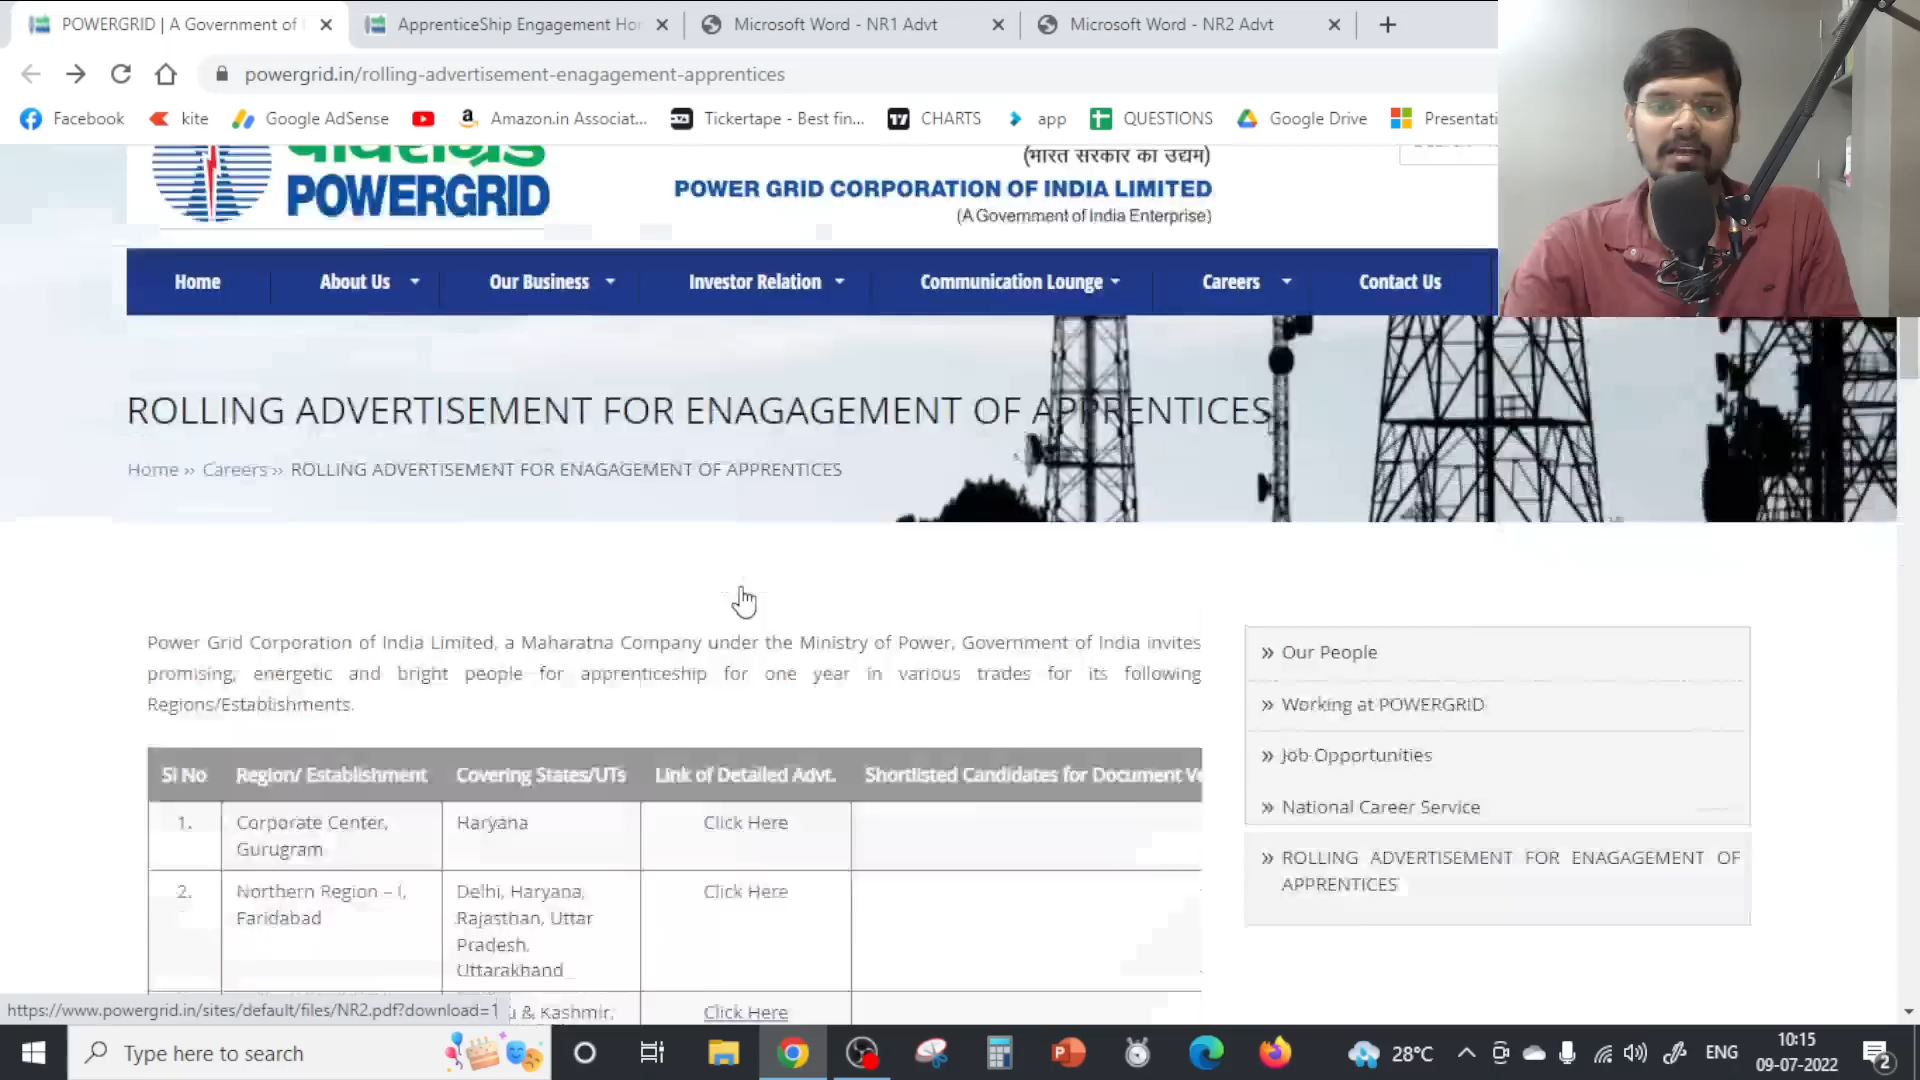 POWERGRID | A Government of
ApprenticeShip Engagement Ho
Microsoft Word - NR1 Advt
Microsoft Word - NR2 Advt
powergrid.in/rolling-advertisement-enagagement-apprentices
Facebook
kite
Google AdSense
Amazon.in Associat...
Tickertape - Best fin...
CHARTS
app
QUESTIONS
Google Drive
Presentati
पावरग्रिड
(भारत सरकार का उद्यम)
POWERGRID
POWER GRID CORPORATION OF INDIA LIMITED
(A Government of India Enterprise)
Home
About Us
Our Business
Investor Relation
Communication Lounge
Careers
Contact Us
ROLLING ADVERTISEMENT FOR ENAGAGEMENT OF APPRENTICES
Home » Careers » ROLLING ADVERTISEMENT FOR ENAGAGEMENT OF APPRENTICES
Power Grid Corporation of India Limited, a Maharatna Company under the Ministry of Power, Government of India invites
promising, energetic and bright people for apprenticeship for one year in various trades for its following
Regions/Establishments.
Sl No
Region/ Establishment
Covering States/UTs
Link of Detailed Advt.
Shortlisted Candidates for Document Ve
1.
Corporate Center,
Gurugram
Haryana
Click Here
2.
Northern Region – I,
Faridabad
Delhi, Haryana,
Rajasthan, Uttar
Pradesh,
Uttarakhand
Click Here
& Kashmir,
Click Here
» Our People
» Working at POWERGRID
» Job Opportunities
» National Career Service
» ROLLING ADVERTISEMENT FOR ENAGAGEMENT OF
APPRENTICES
https://www.powergrid.in/sites/default/files/NR2.pdf?download=1
Type here to search
28°C
ENG
10:15
09-07-2022
2